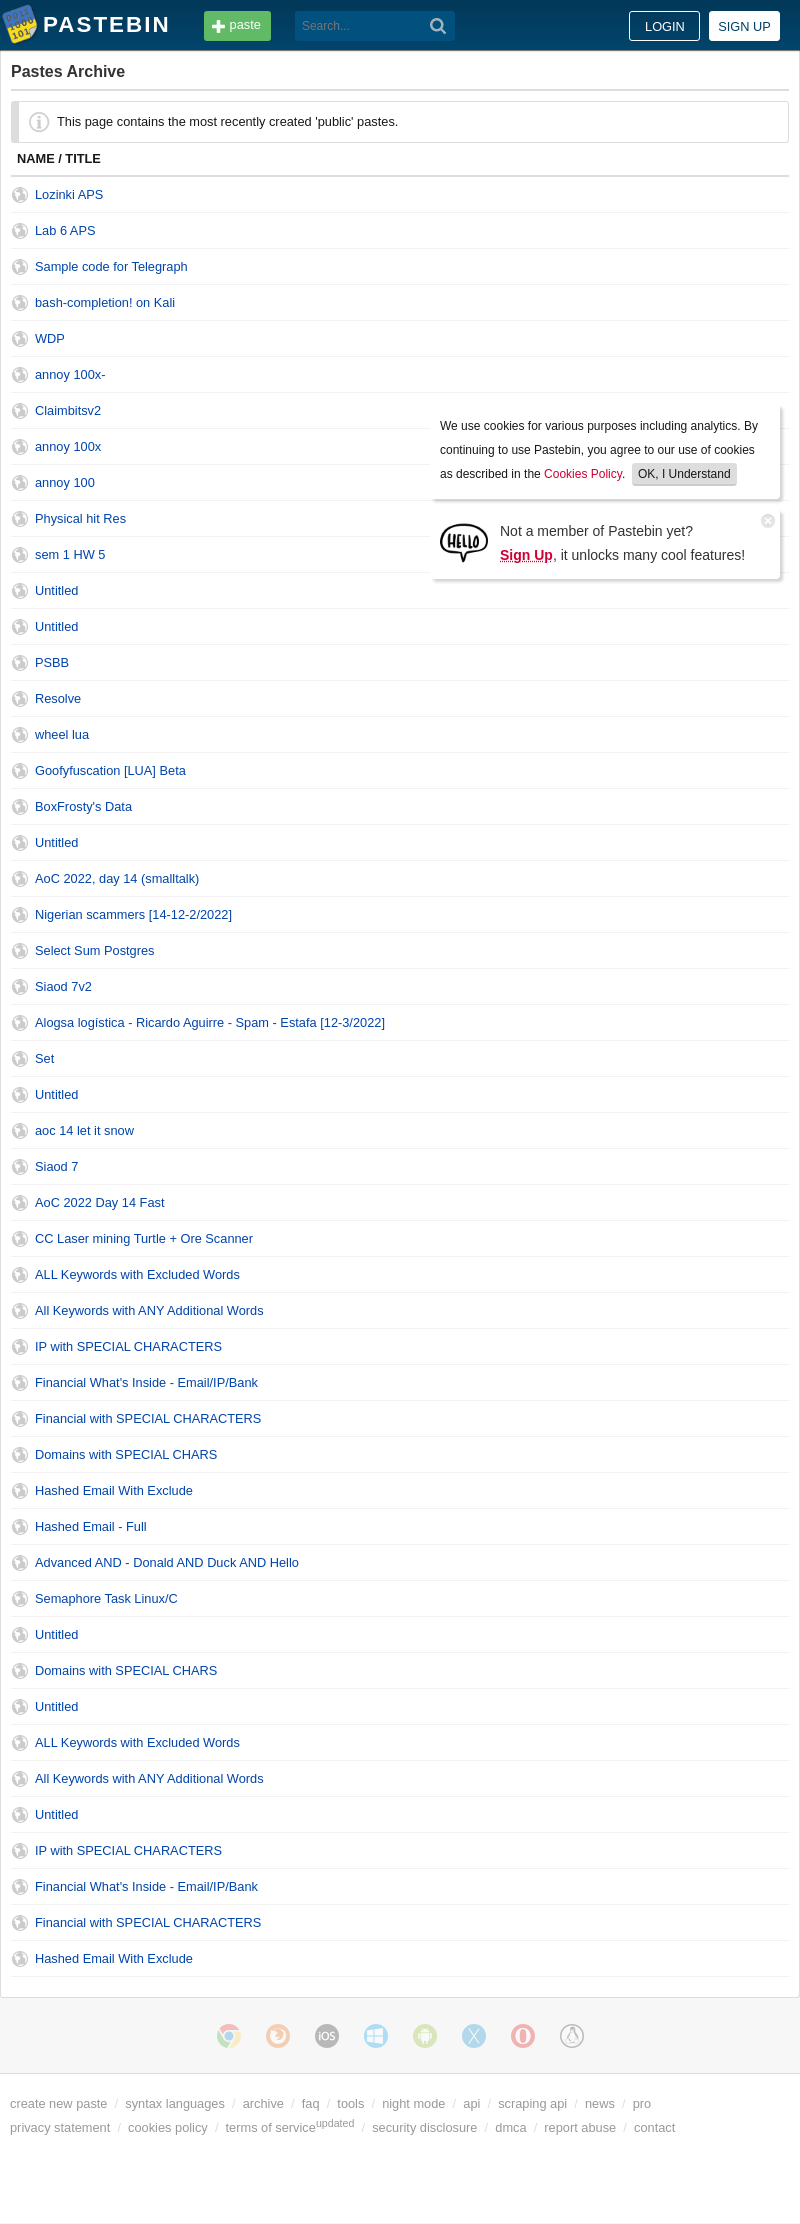 PASTEBIN
paste
Search...
LOGIN
SIGN UP
Pastes Archive
This page contains the most recently created 'public' pastes.
NAME / TITLE
Lozinki APS
Lab 6 APS
Sample code for Telegraph
bash-completion! on Kali
WDP
annoy 100x-
Claimbitsv2
annoy 100x
annoy 100
Physical hit Res
sem 1 HW 5
We use cookies for various purposes including analytics. By
continuing to use Pastebin, you agree to our use of cookies
as described in the Cookies Policy. OK, I Understand
HELLO
Not a member of Pastebin yet?
Sign Up, it unlocks many cool features!
Untitled
Untitled
PSBB
Resolve
wheel lua
Goofyfuscation [LUA] Beta
BoxFrosty's Data
Untitled
AoC 2022, day 14 (smalltalk)
Nigerian scammers [14-12-2/2022]
Select Sum Postgres
Siaod 7v2
Alogsa logística - Ricardo Aguirre - Spam - Estafa [12-3/2022]
Set
Untitled
aoc 14 let it snow
Siaod 7
AoC 2022 Day 14 Fast
CC Laser mining Turtle + Ore Scanner
ALL Keywords with Excluded Words
All Keywords with ANY Additional Words
IP with SPECIAL CHARACTERS
Financial What's Inside - Email/IP/Bank
Financial with SPECIAL CHARACTERS
Domains with SPECIAL CHARS
Hashed Email With Exclude
Hashed Email - Full
Advanced AND - Donald AND Duck AND Hello
Semaphore Task Linux/C
Untitled
Domains with SPECIAL CHARS
Untitled
ALL Keywords with Excluded Words
All Keywords with ANY Additional Words
Untitled
IP with SPECIAL CHARACTERS
Financial What's Inside - Email/IP/Bank
Financial with SPECIAL CHARACTERS
Hashed Email With Exclude
iOS
create new paste / syntax languages / archive / faq / tools / night mode / api / scraping api / news / pro
privacy statement / cookies policy / terms of service updated / security disclosure / dmca / report abuse / contact